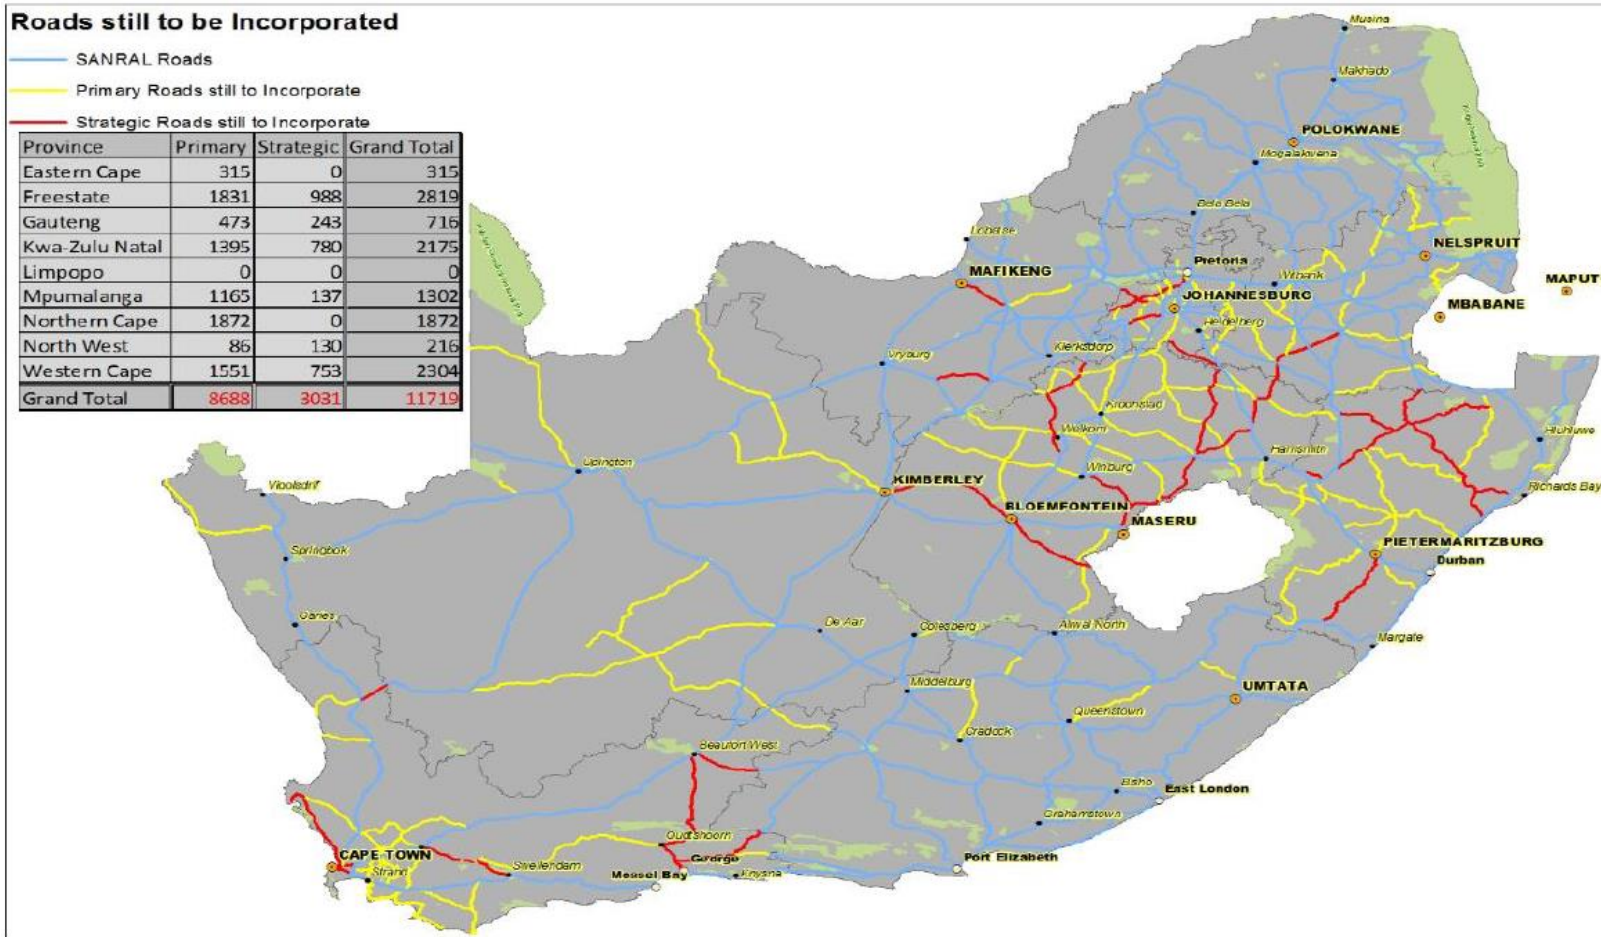 Roads still to be Incorporated
SANRAL Roads
Primary Roads still to Incorporate
Strategic Roads still to Incorporate
Province Primary Strategic Grand Total
Eastern Cape 315 0 315
Freestate 1831 988 2819
Gauteng 473 243 716
Kwa-Zulu Natal 1395 780 2175
Limpopo 0 0 0
Mpumalanga 1165 137 1302
Northern Cape 1872 0 1872
North West 86 130 216
Western Cape 1551 753 2304
Grand Total 8688 3031 11719
Musina
Makhado
POLOKWANE
Mogalakwena
Bela Bela
Lobatse
NELSPRUIT
Pretoria
MAFIKENG
Witbank
MAPUT
JOHANNESBURG
MBABANE
Heidelberg
Klerksdorp
Vryburg
Kroonstad
Welkom
Hluhluwe
Harrismith
Upington
Winburg
KIMBERLEY
Vioolsdrif
Richards Bay
BLOEMFONTEIN
MASERU
PIETERMARITZBURG
Springbok
Durban
Garies
De Aar
Colesberg
Aliwal North
Margate
Middelburg
UMTATA
Queenstown
Cradock
Beaufort West
Bisho
East London
Grahamstown
Oudtshoorn
CAPE TOWN
George
Port Elizabeth
Swellendam
Strand
Mossel Bay
Knysna